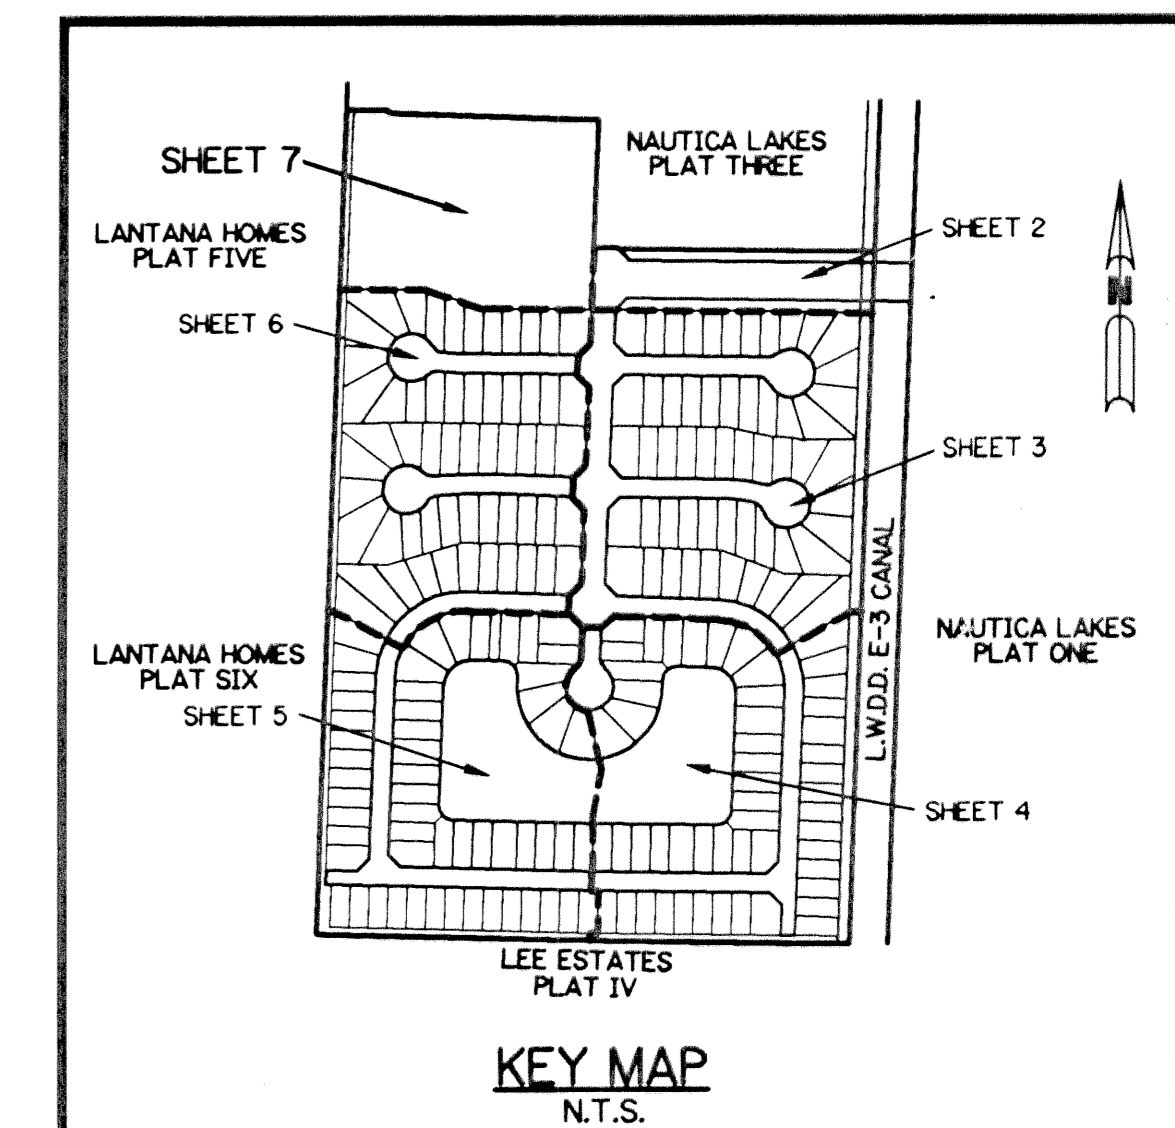 SHEET 7
NAUTICA LAKES
PLAT THREE
LANTANA HOMES
PLAT FIVE
SHEET 2
N
SHEET 6
SHEET 3
L.W.D.D. E-3 CANAL
NAUTICA LAKES
PLAT ONE
LANTANA HOMES
PLAT SIX
SHEET 5
SHEET 4
LEE ESTATES
PLAT IV
KEY MAP
N.T.S.